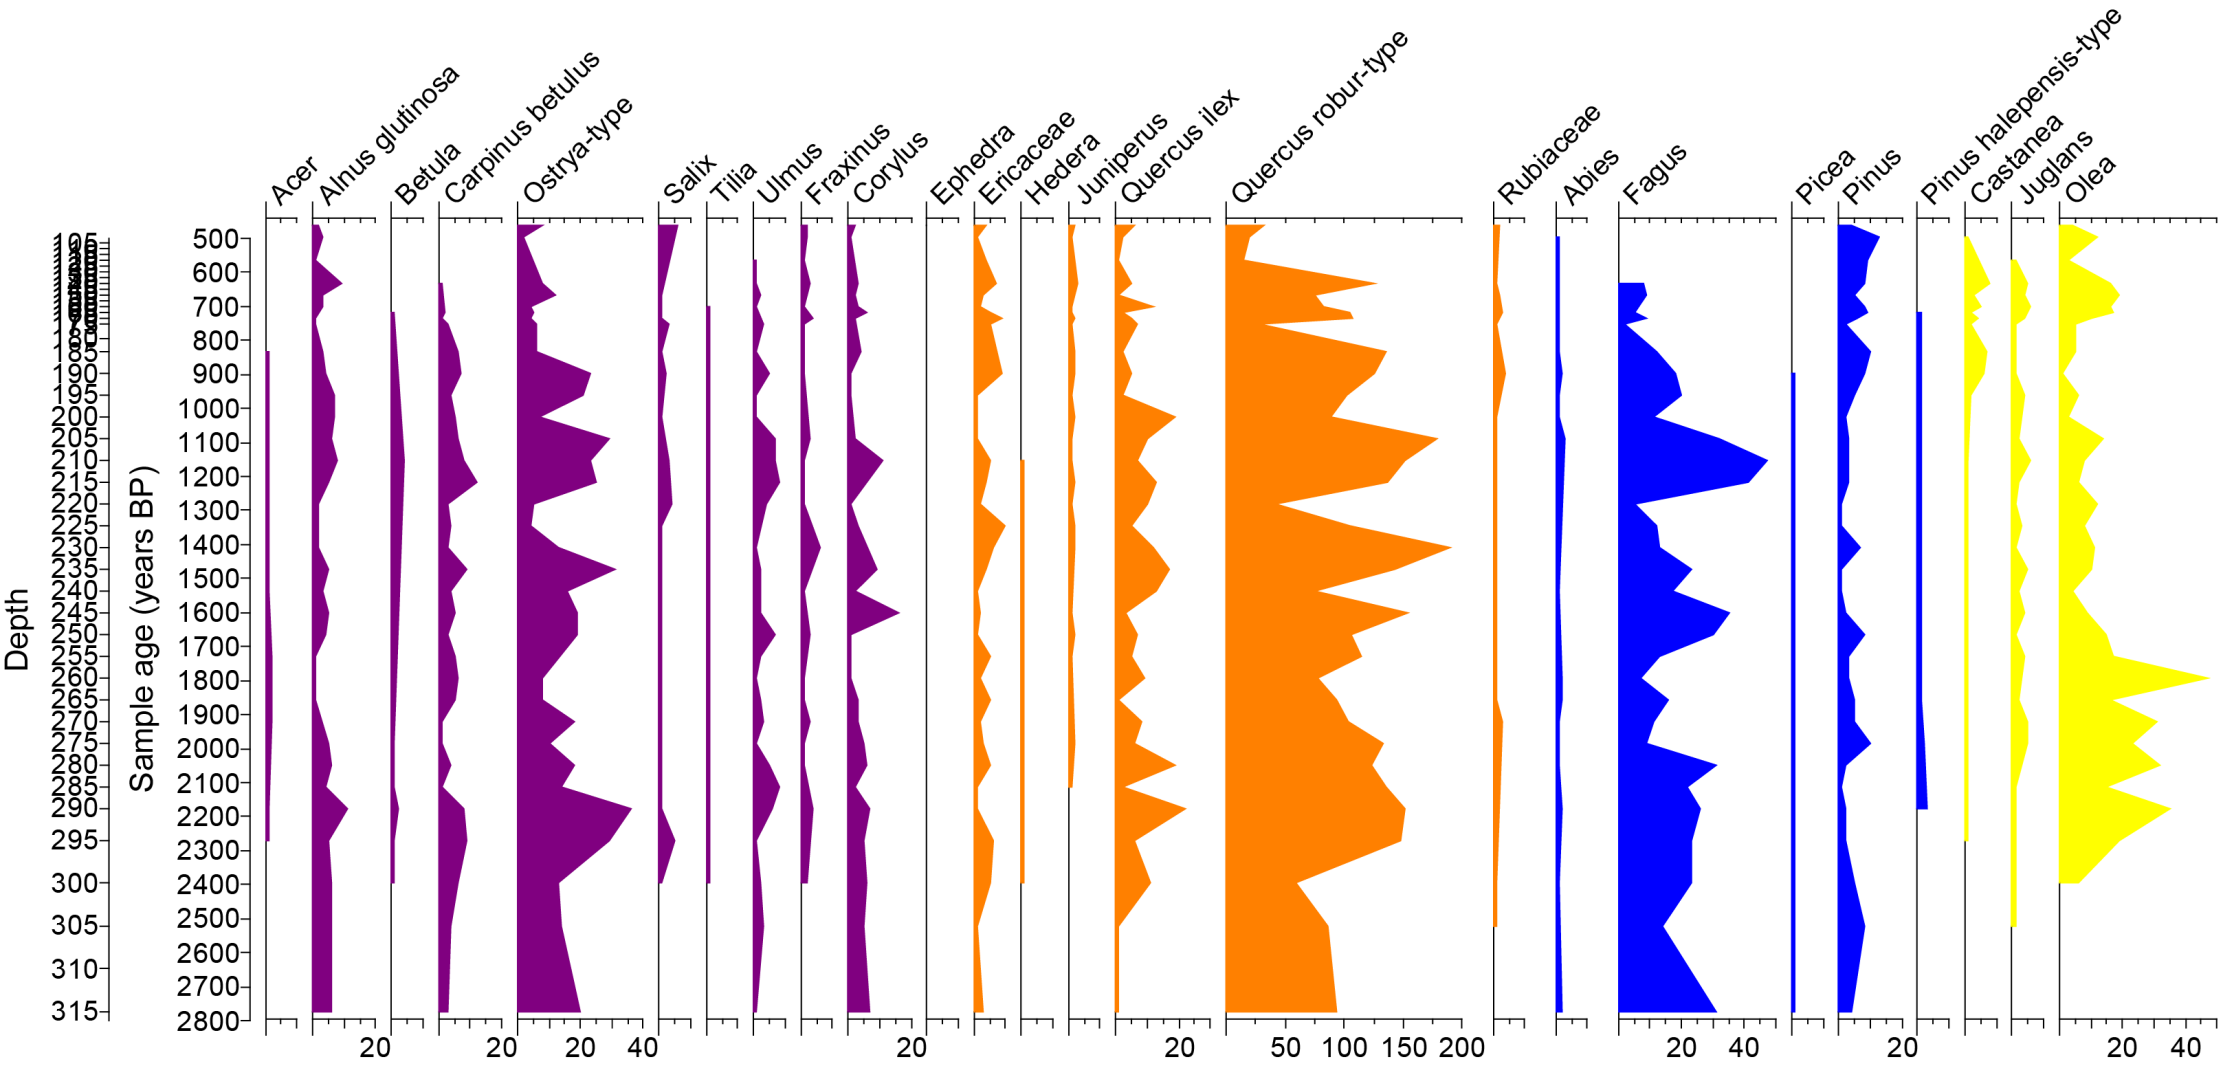 Acer
Alnus glutinosa
Betula
Carpinus betulus
Ostrya-type
Salix
Tilia
Ulmus
Fraxinus
Corylus
Ephedra
Ericaceae
Hedera
Juniperus
Quercus ilex
Quercus robur-type
Rubiaceae
Abies
Fagus
Picea
Pinus
Pinus halepensis-type
Castanea
Juglans
Olea
Depth
105
185
190
195
200
205
210
215
220
225
230
235
240
245
250
255
260
265
270
275
280
285
290
295
300
305
310
315
Sample age (years BP)
500
600
700
800
900
1000
1100
1200
1300
1400
1500
1600
1700
1800
1900
2000
2100
2200
2300
2400
2500
2600
2700
2800
20 20 20 40 20 20 50 100 150 200 20 40 20 20 40